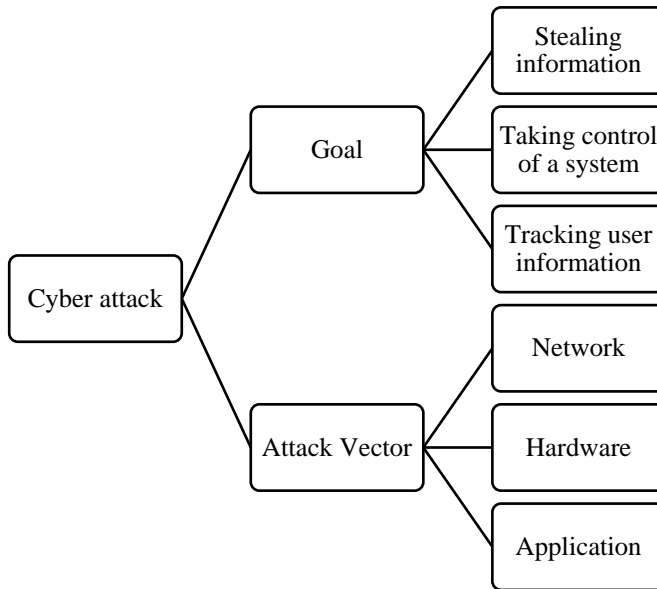 Cyber attack
Goal
Stealing
information
Taking control
of a system
Tracking user
information
Attack Vector
Network
Hardware
Application